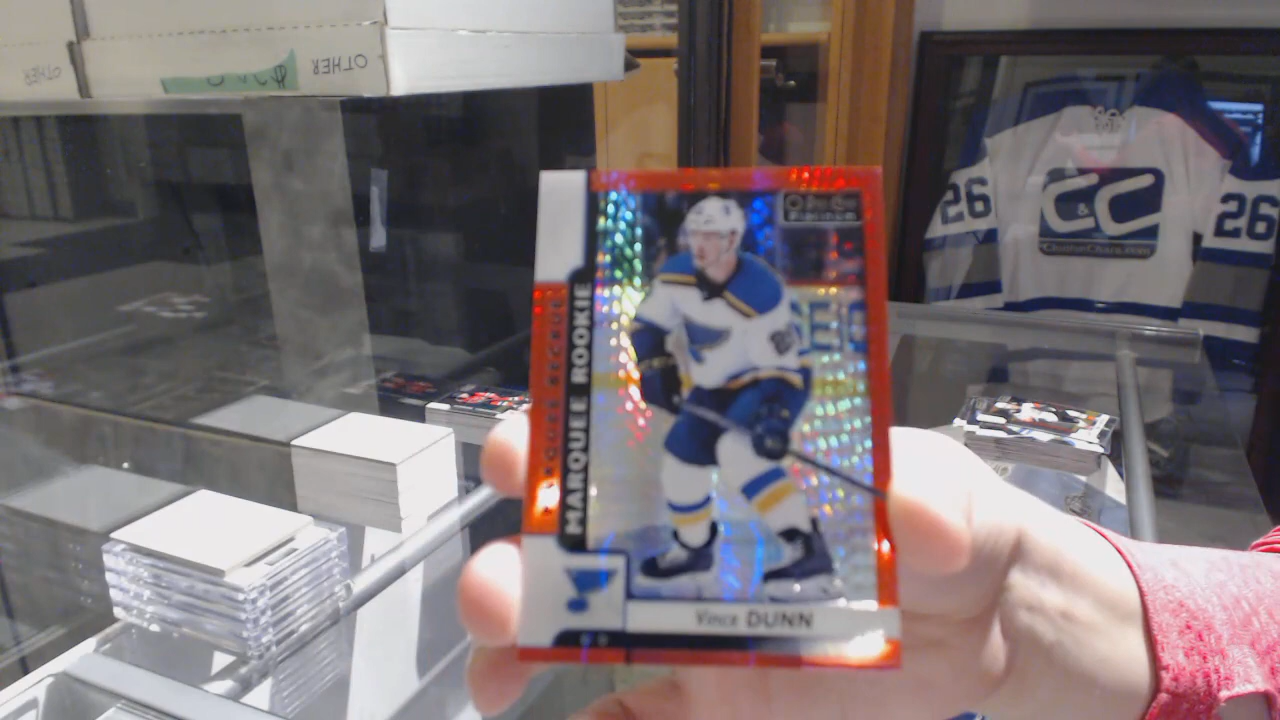 OTHER
OTHER
O-Pee-Chee
Platinum
MARQUEE ROOKIE
Vince DUNN
26
C&C
26